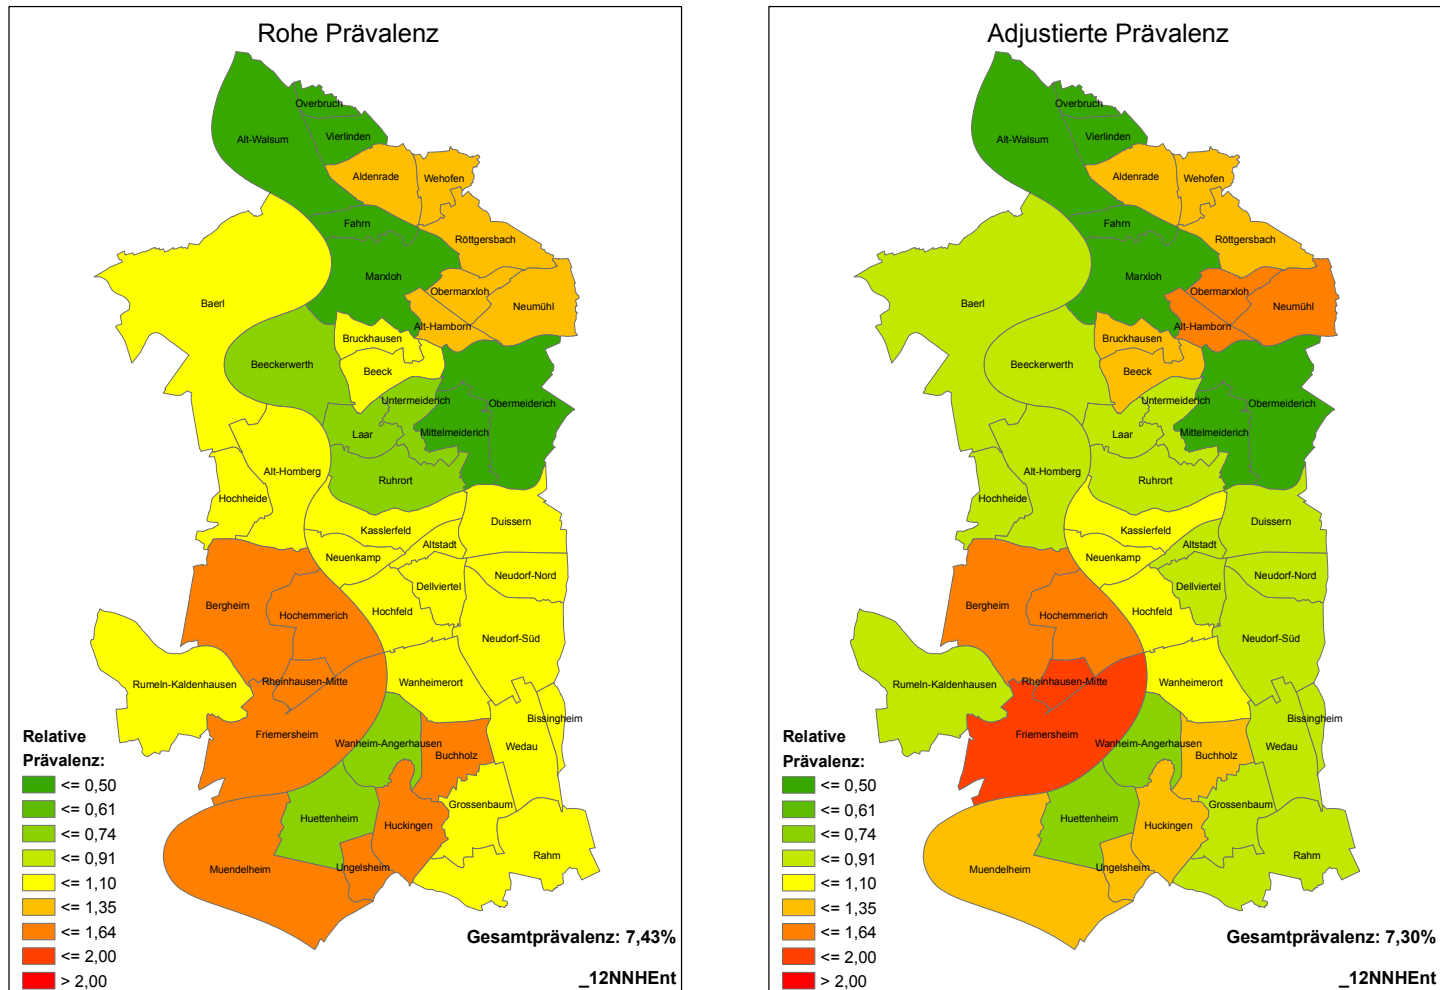 Rohe Prävalenz
Overbruch
Alt-Walsum
Vierlinden
Aldenrade
Wehofen
Fahrn
Röttgersbach
Marxloh
Obermarxloh
Baerl
Neumühl
Alt-Hamborn
Bruckhausen
Beeckerwerth
Beeck
Untermeiderich
Obermeiderich
Laar
Mittelmeiderich
Alt-Homberg
Ruhrort
Hochheide
Kasslerfeld
Duissern
Altstadt
Neuenkamp
Neudorf-Nord
Dellviertel
Bergheim
Hochemmerich
Hochfeld
Neudorf-Süd
Rumeln-Kaldenhausen
Rheinhausen-Mitte
Wanheimerort
Bissingheim
Friemersheim
Wanheim-Angerhausen
Wedau
Buchholz
Grossenbaum
Huettenheim
Huckingen
Rahm
Muendelheim
Ungelsheim
Relative
Prävalenz:
<= 0,50
<= 0,61
<= 0,74
<= 0,91
<= 1,10
<= 1,35
<= 1,64
<= 2,00
> 2,00
Gesamtprävalenz: 7,43%
_12NNHEnt
Adjustierte Prävalenz
Overbruch
Alt-Walsum
Vierlinden
Aldenrade
Wehofen
Fahrn
Röttgersbach
Marxloh
Obermarxloh
Baerl
Neumühl
Alt-Hamborn
Bruckhausen
Beeckerwerth
Beeck
Untermeiderich
Obermeiderich
Laar
Mittelmeiderich
Alt-Homberg
Ruhrort
Hochheide
Kasslerfeld
Duissern
Altstadt
Neuenkamp
Neudorf-Nord
Dellviertel
Bergheim
Hochemmerich
Hochfeld
Neudorf-Süd
Rumeln-Kaldenhausen
Rheinhausen-Mitte
Wanheimerort
Bissingheim
Friemersheim
Wanheim-Angerhausen
Wedau
Buchholz
Grossenbaum
Huettenheim
Huckingen
Rahm
Muendelheim
Ungelsheim
Relative
Prävalenz:
<= 0,50
<= 0,61
<= 0,74
<= 0,91
<= 1,10
<= 1,35
<= 1,64
<= 2,00
> 2,00
Gesamtprävalenz: 7,30%
_12NNHEnt